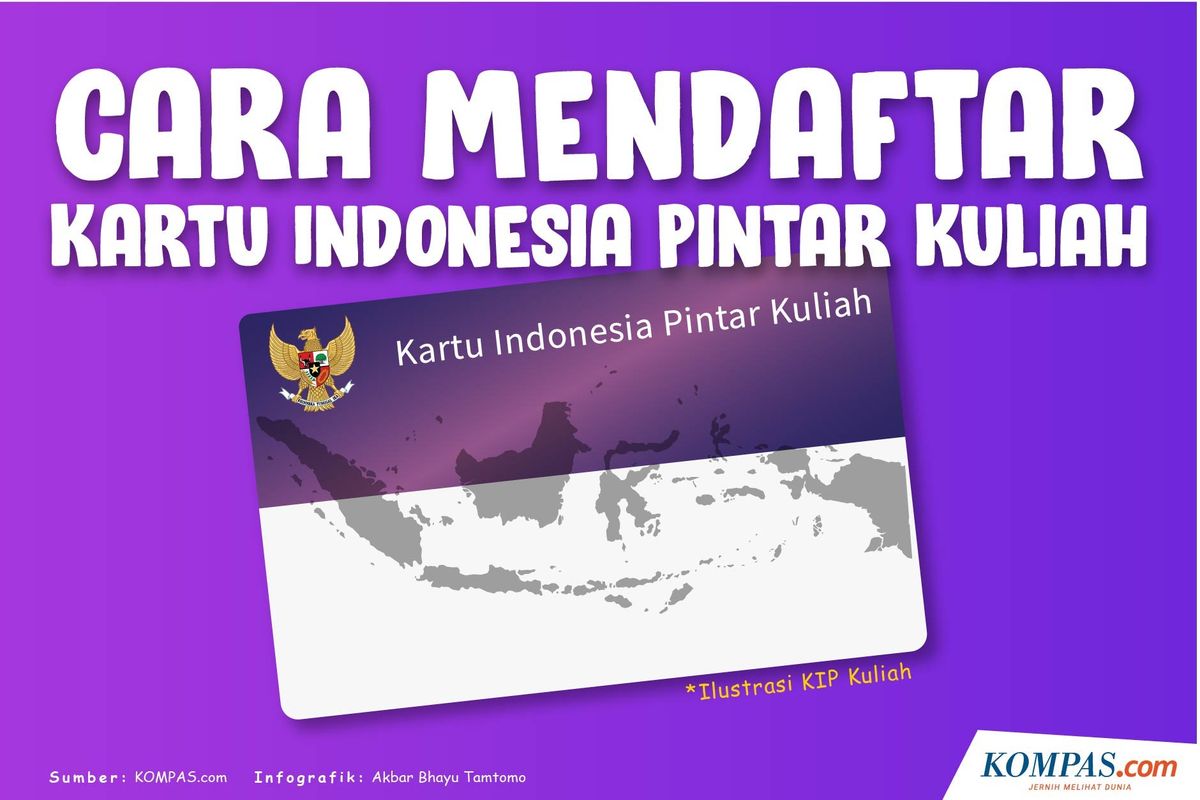 CARA MENDAFTAR
KARTU INDONESIA PINTAR KULIAH
Kartu Indonesia Pintar Kuliah
*Ilustrasi KIP Kuliah
Sumber: KOMPAS.com Infografik: Akbar Bhayu Tamtomo
KOMPAS.com
JERNIH MELIHAT DUNIA